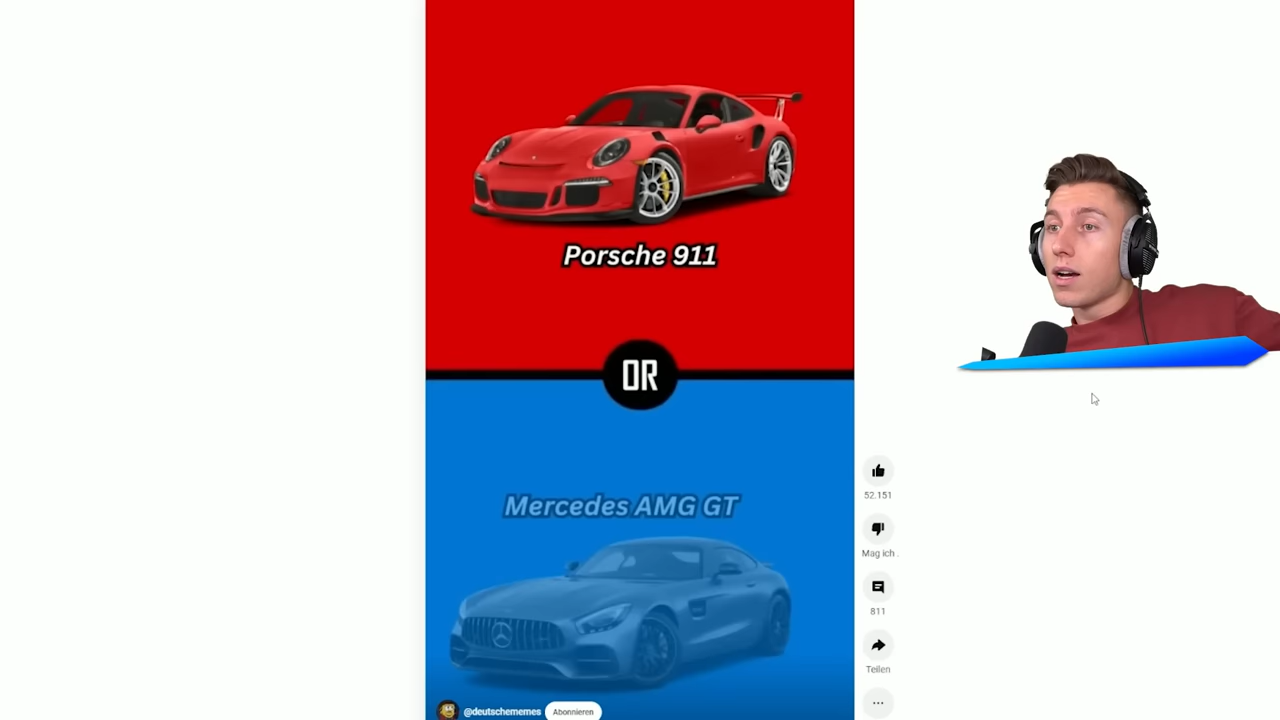 Porsche 911
OR
Mercedes AMG GT
52.151
Mag ich .
811
Teilen
@deutschememes
Abonnieren